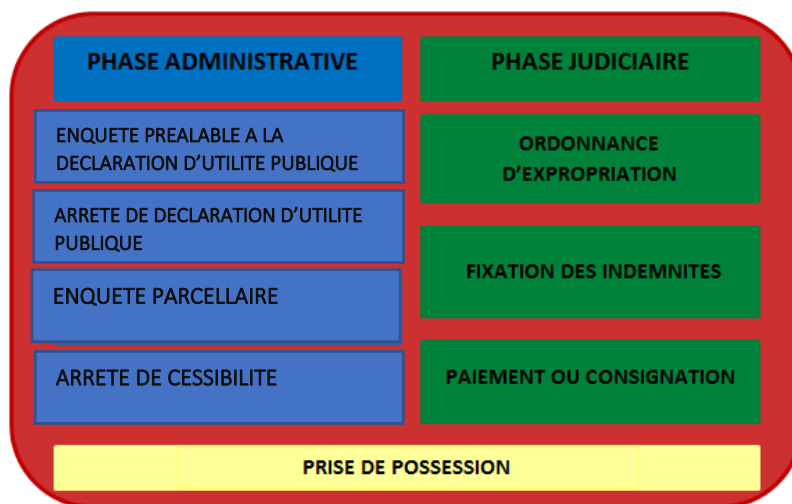 PHASE ADMINISTRATIVE
ENQUETE PREALABLE A LA
DECLARATION D'UTILITE PUBLIQUE
ARRETE DE DECLARATION D'UTILITE
PUBLIQUE
ENQUETE PARCELLAIRE
ARRETE DE CESSIBILITE
PHASE JUDICIAIRE
ORDONNANCE
D'EXPROPRIATION
FIXATION DES INDEMNITES
PAIEMENT OU CONSIGNATION
PRISE DE POSSESSION